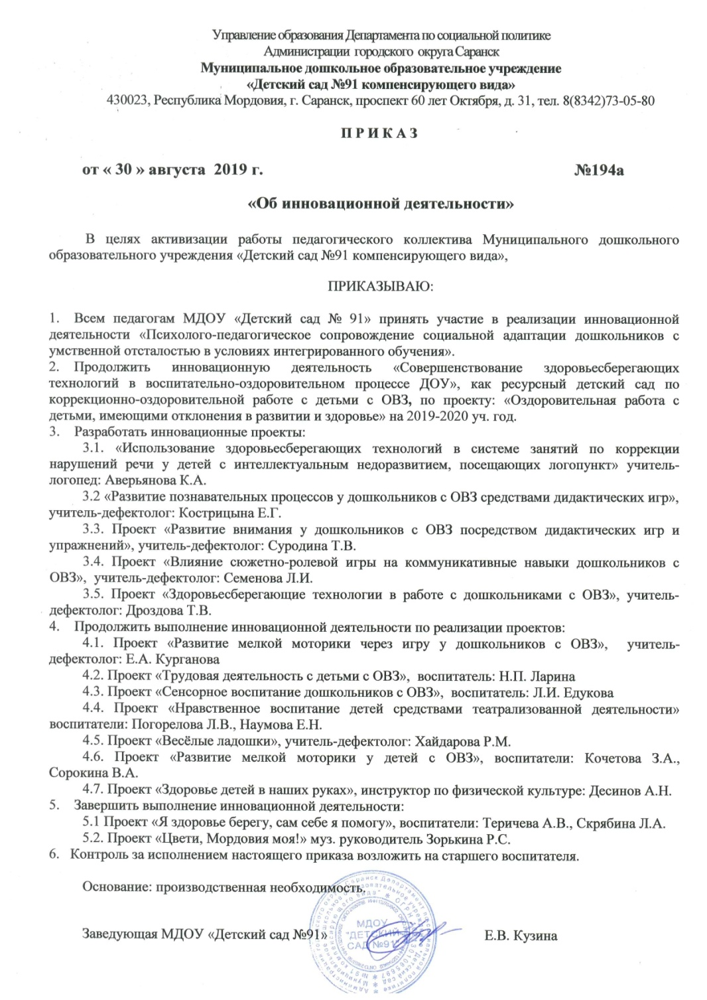 Управление образования Департамента по социальной политике
Администрации городского округа Саранск
Муниципальное дошкольное образовательное учреждение
«Детский сад №91 компенсирующего вида»
430023, Республика Мордовия, г. Саранск, проспект 60 лет Октября, д. 31, тел. 8(8342)73-05-80
П Р И К А З
от « 30 » августа 2019 г. №194а
«Об инновационной деятельности»
В целях активизации работы педагогического коллектива Муниципального дошкольного
образовательного учреждения «Детский сад №91 компенсирующего вида»,
ПРИКАЗЫВАЮ:
1. Всем педагогам МДОУ «Детский сад № 91» принять участие в реализации инновационной
деятельности «Психолого-педагогическое сопровождение социальной адаптации дошкольников с
умственной отсталостью в условиях интегрированного обучения».
2. Продолжить инновационную деятельность «Совершенствование здоровьесберегающих
технологий в воспитательно-оздоровительном процессе ДОУ», как ресурсный детский сад по
коррекционно-оздоровительной работе с детьми с ОВЗ, по проекту: «Оздоровительная работа с
детьми, имеющими отклонения в развитии и здоровье» на 2019-2020 уч. год.
3. Разработать инновационные проекты:
3.1. «Использование здоровьесберегающих технологий в системе занятий по коррекции
нарушений речи у детей с интеллектуальным недоразвитием, посещающих логопункт» учитель-
логопед: Аверьянова К.А.
3.2 «Развитие познавательных процессов у дошкольников с ОВЗ средствами дидактических игр»,
учитель-дефектолог: Кострицына Е.Г.
3.3. Проект «Развитие внимания у дошкольников с ОВЗ посредством дидактических игр и
упражнений», учитель-дефектолог: Суродина Т.В.
3.4. Проект «Влияние сюжетно-ролевой игры на коммуникативные навыки дошкольников с
ОВЗ», учитель-дефектолог: Семенова Л.И.
3.5. Проект «Здоровьесберегающие технологии в работе с дошкольниками с ОВЗ», учитель-
дефектолог: Дроздова Т.В.
4. Продолжить выполнение инновационной деятельности по реализации проектов:
4.1. Проект «Развитие мелкой моторики через игру у дошкольников с ОВЗ», учитель-
дефектолог: Е.А. Курганова
4.2. Проект «Трудовая деятельность с детьми с ОВЗ», воспитатель: Н.П. Ларина
4.3. Проект «Сенсорное воспитание дошкольников с ОВЗ», воспитатель: Л.И. Едукова
4.4. Проект «Нравственное воспитание детей средствами театрализованной деятельности»
воспитатели: Погорелова Л.В., Наумова Е.Н.
4.5. Проект «Весёлые ладошки», учитель-дефектолог: Хайдарова Р.М.
4.6. Проект «Развитие мелкой моторики у детей с ОВЗ», воспитатели: Кочетова З.А.,
Сорокина В.А.
4.7. Проект «Здоровье детей в наших руках», инструктор по физической культуре: Десинов А.Н.
5. Завершить выполнение инновационной деятельности:
5.1 Проект «Я здоровье берегу, сам себе я помогу», воспитатели: Теричева А.В., Скрябина Л.А.
5.2. Проект «Цвети, Мордовия моя!» муз. руководитель Зорькина Р.С.
6. Контроль за исполнением настоящего приказа возложить на старшего воспитателя.
Основание: производственная необходимость.
Заведующая МДОУ «Детский сад №91» Е.В. Кузина
МДОУ
"ДЕТСКИЙ
САД №91"